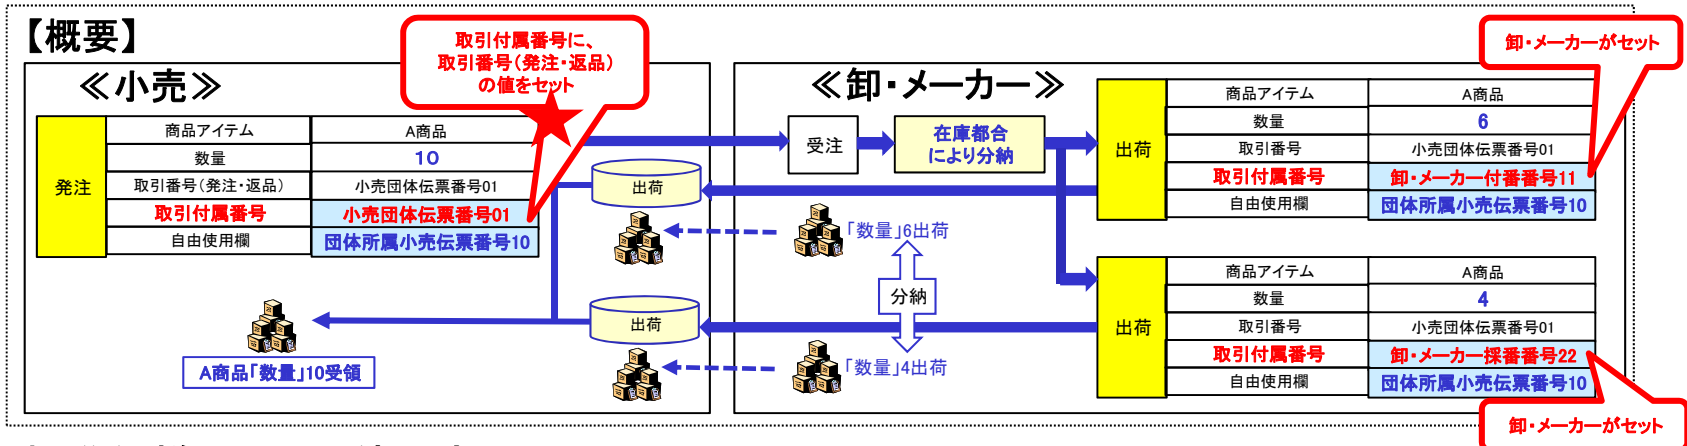 【概要】
≪小売≫
取引付属番号に、
取引番号（発注・返品）
の値をセット
発注
商品アイテム A商品
数量 10
取引番号（発注・返品） 小売団体伝票番号01
取引付属番号 小売団体伝票番号01
自由使用欄 団体所属小売伝票番号10
出荷
出荷
A商品「数量」10受領
≪卸・メーカー≫
受注
在庫都合
により分納
「数量」6出荷
分納
「数量」4出荷
卸・メーカーがセット
出荷
商品アイテム A商品
数量 6
取引番号 小売団体伝票番号01
取引付属番号 卸・メーカー付番番号11
自由使用欄 団体所属小売伝票番号10
出荷
商品アイテム A商品
数量 4
取引番号 小売団体伝票番号01
取引付属番号 卸・メーカー採番番号22
自由使用欄 団体所属小売伝票番号10
卸・メーカーがセット